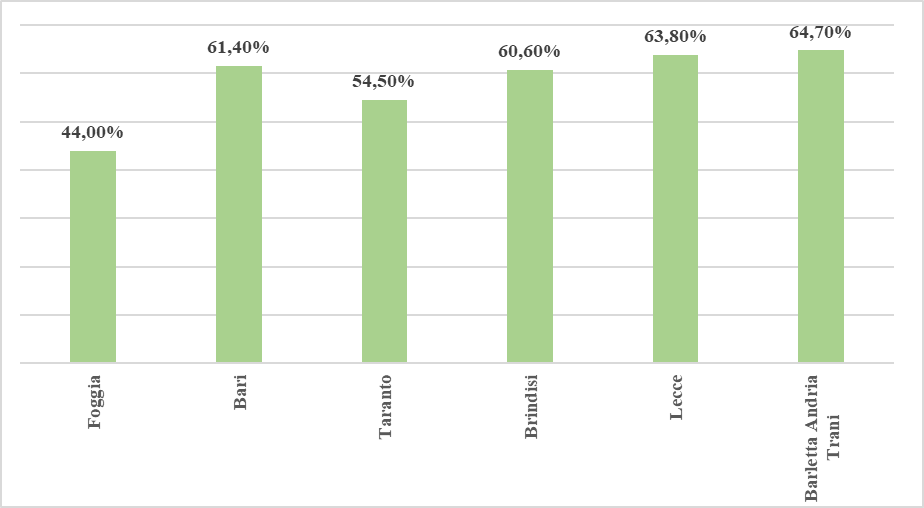 44,00%
61,40%
54,50%
60,60%
63,80%
64,70%
Foggia
Bari
Taranto
Brindisi
Lecce
Barletta Andria
Trani